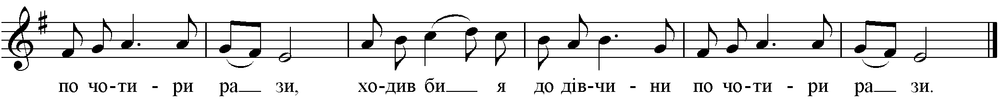 по чо-ти - ри ра__ зи, хо-див би__ я до дів-чи - ни по чо-ти - ри ра__ зи.